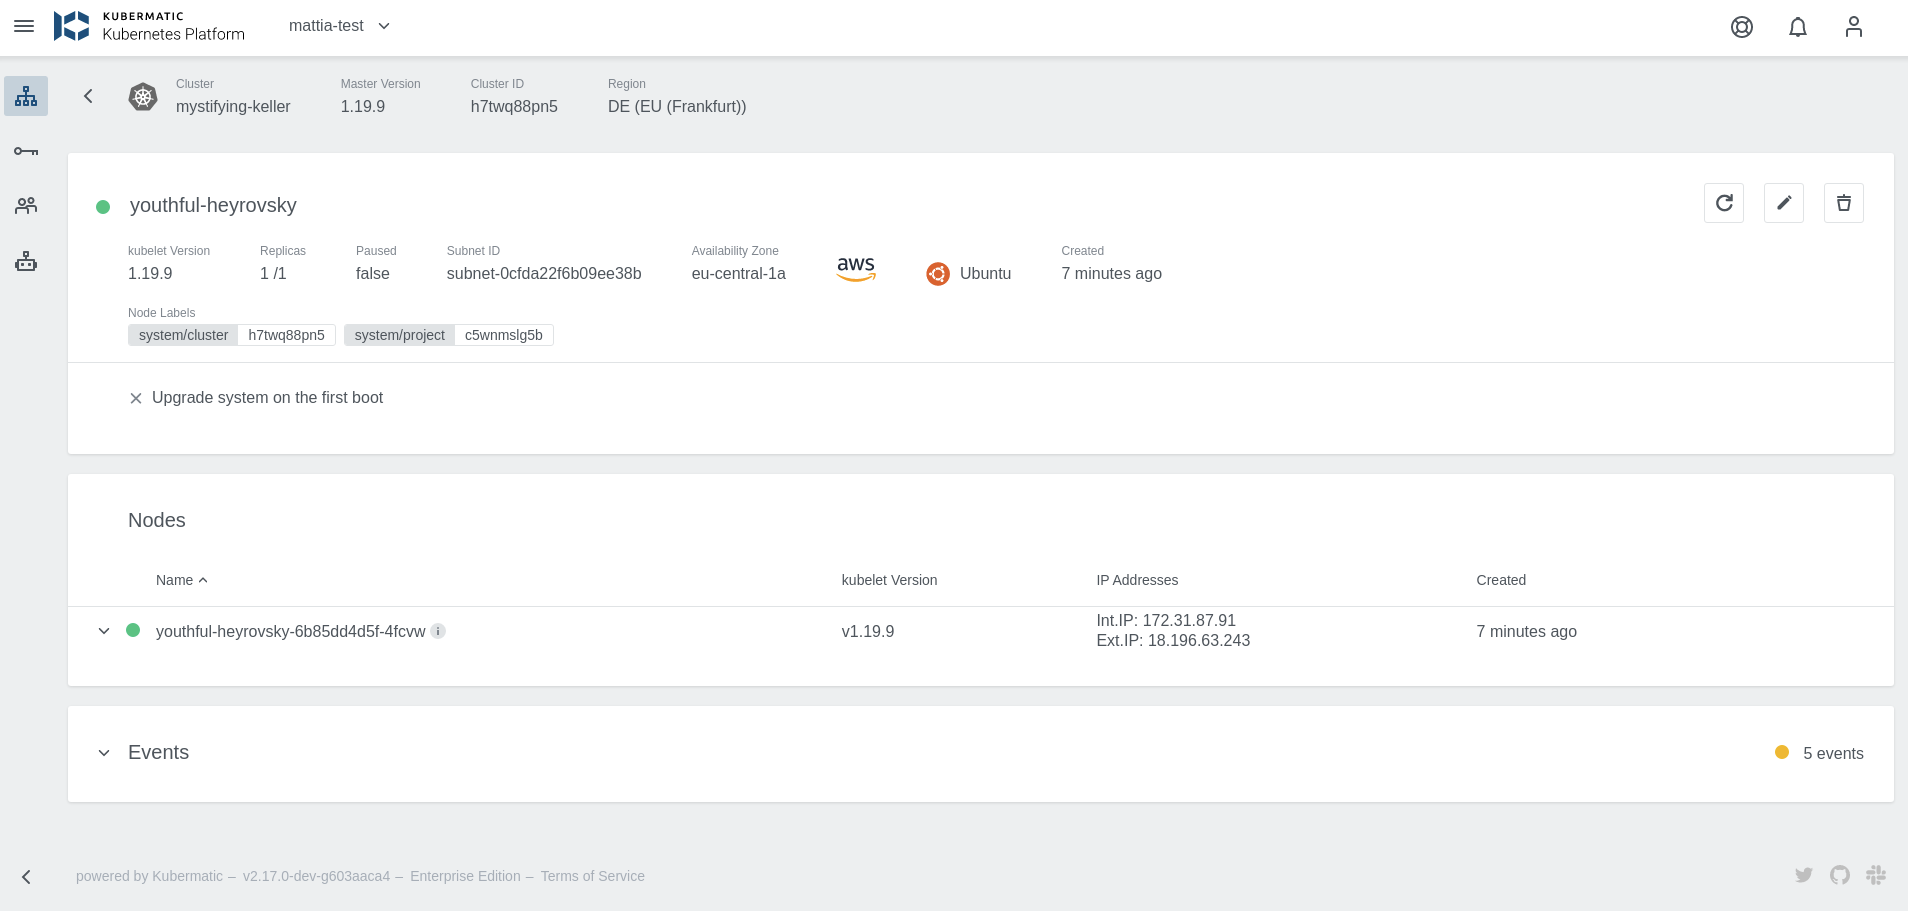 KUBERMATIC
Kubernetes Platform
mattia-test
Cluster
mystifying-keller
Master Version
1.19.9
Cluster ID
h7twq88pn5
Region
DE (EU (Frankfurt))
youthful-heyrovsky
kubelet Version
1.19.9
Replicas
1 /1
Paused
false
Subnet ID
subnet-0cfda22f6b09ee38b
Availability Zone
eu-central-1a
aws
Ubuntu
Created
7 minutes ago
Node Labels
system/cluster h7twq88pn5 system/project c5wnmslg5b
Upgrade system on the first boot
Nodes
Name kubelet Version IP Addresses Created
youthful-heyrovsky-6b85dd4d5f-4fcvw i v1.19.9
Int.IP: 172.31.87.91
Ext.IP: 18.196.63.243
7 minutes ago
Events 5 events
powered by Kubermatic – v2.17.0-dev-g603aaca4 – Enterprise Edition – Terms of Service